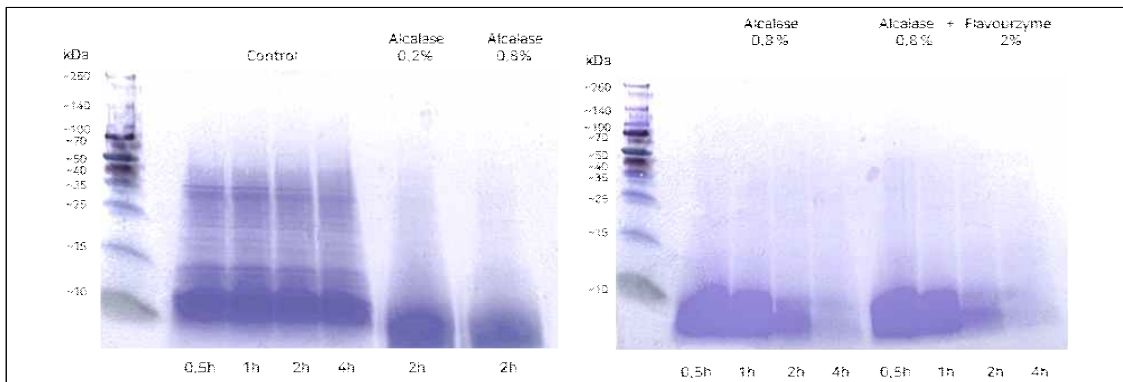 kDa
Control
Alcalase
0,2%
Alcalase
0,8%
~260
~140
~100
~70
~50
~40
~35
~25
~15
~10
0,5h 1h 2h 4h 2h 2h
Alcalase
0,8%
Alcalase + Flavourzyme
0,8% 2%
kDa
~260
~140
~100
~70
~50
~40
~35
~25
~15
~10
0,5h 1h 2h 4h 0,5h 1h 2h 4h